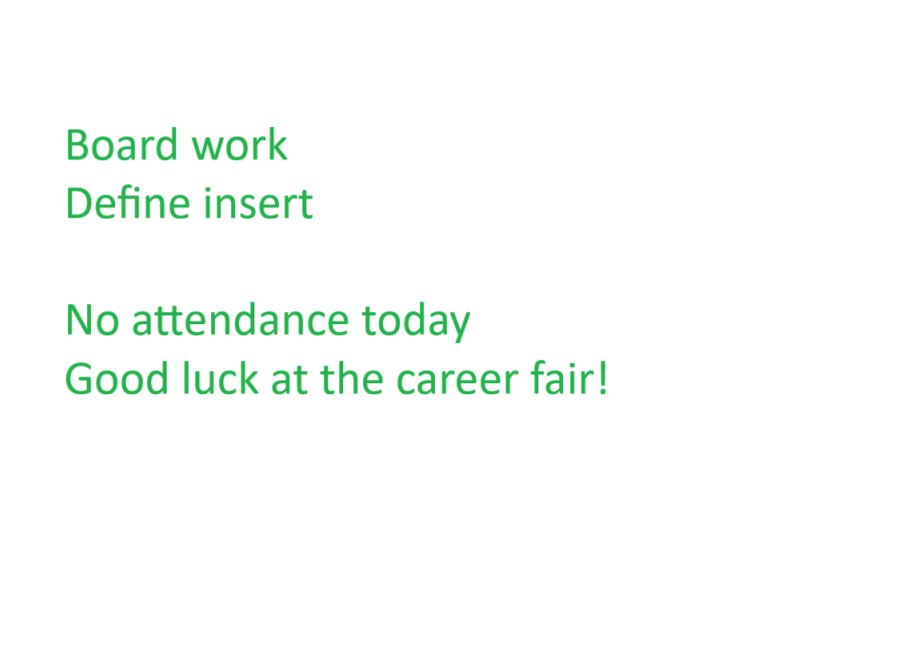 Board work
Define insert
No attendance today
Good luck at the career fair!